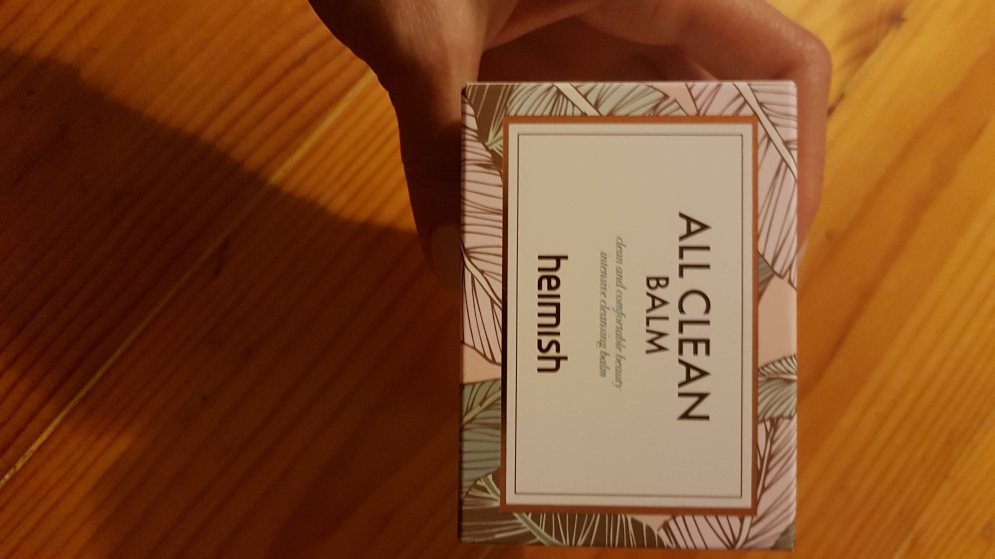 ALL CLEAN
BALM
clean and comfortable beauty
intensive cleansing balm
heimish